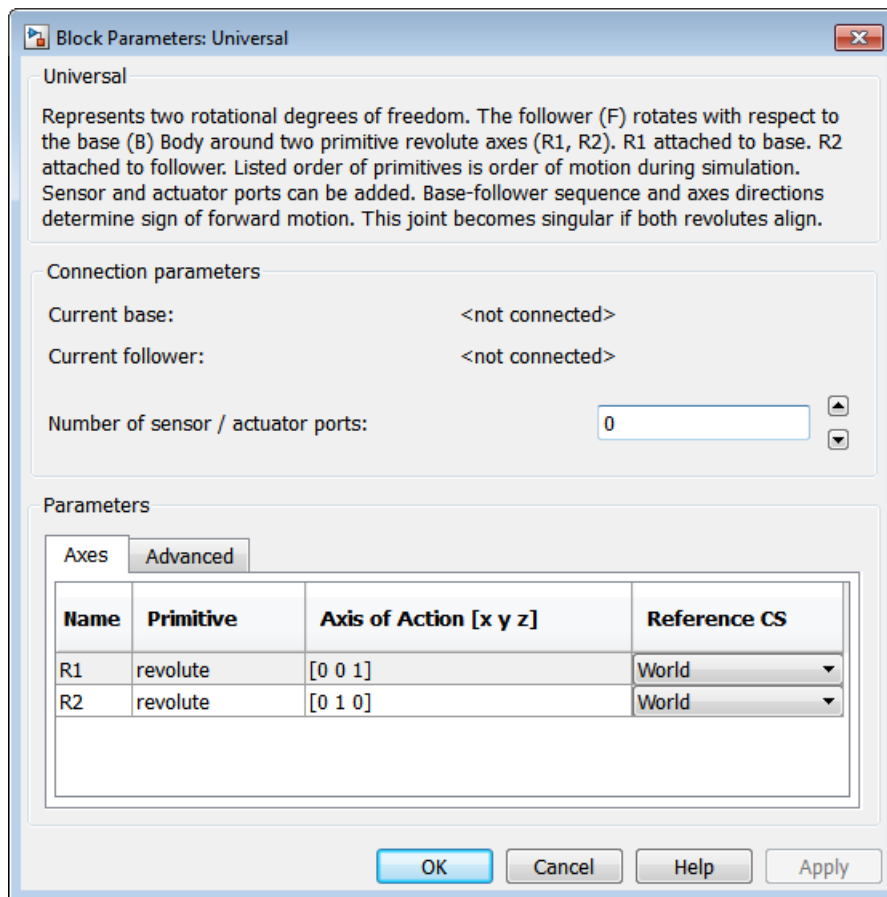 Block Parameters: Universal
Universal
Represents two rotational degrees of freedom. The follower (F) rotates with respect to
the base (B) Body around two primitive revolute axes (R1, R2). R1 attached to base. R2
attached to follower. Listed order of primitives is order of motion during simulation.
Sensor and actuator ports can be added. Base-follower sequence and axes directions
determine sign of forward motion. This joint becomes singular if both revolutes align.
Connection parameters
Current base: <not connected>
Current follower: <not connected>
Number of sensor / actuator ports: 0
Parameters
Axes Advanced
Name Primitive Axis of Action [x y z] Reference CS
R1 revolute [0 0 1] World
R2 revolute [0 1 0] World
OK Cancel Help Apply